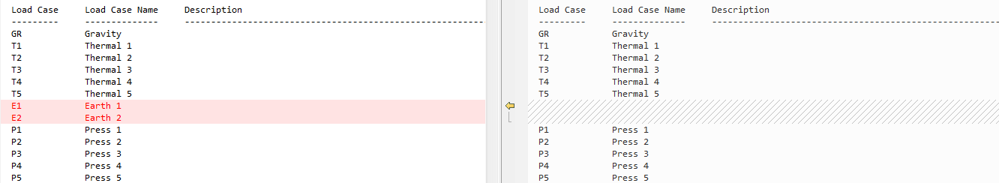 Load Case     Load Case Name     Description
---------     --------------     ----------------------------------------------------------
GR            Gravity
T1            Thermal 1
T2            Thermal 2
T3            Thermal 3
T4            Thermal 4
T5            Thermal 5
E1            Earth 1
E2            Earth 2
P1            Press 1
P2            Press 2
P3            Press 3
P4            Press 4
P5            Press 5
Load Case     Load Case Name     Description
---------     --------------     -------------------------------------------------------
GR            Gravity
T1            Thermal 1
T2            Thermal 2
T3            Thermal 3
T4            Thermal 4
T5            Thermal 5
P1            Press 1
P2            Press 2
P3            Press 3
P4            Press 4
P5            Press 5